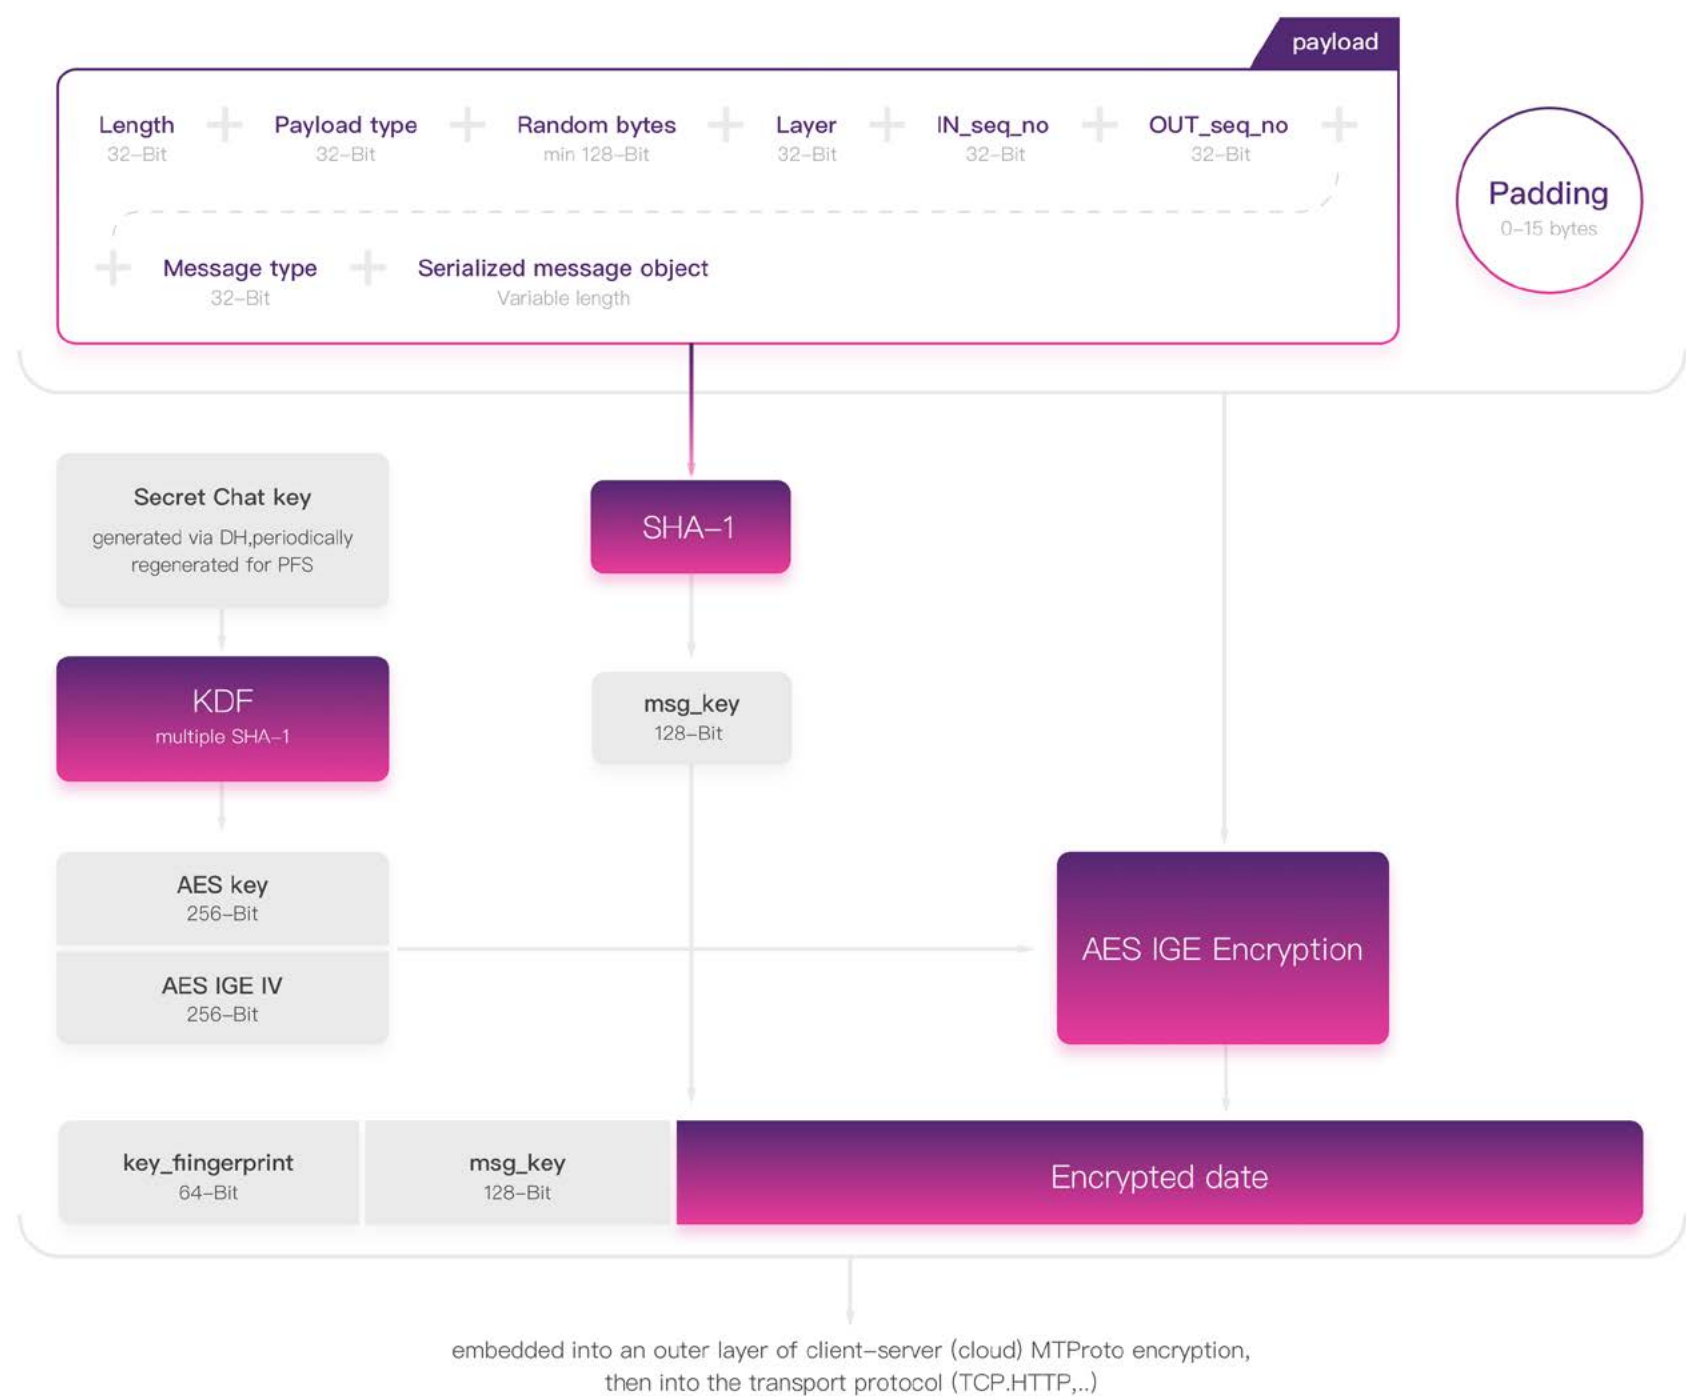 payload
Length + Payload type + Random bytes + Layer + IN_seq_no + OUT_seq_no +
32-Bit 32-Bit min 128-Bit 32-Bit 32-Bit 32-Bit
Padding
0-15 bytes
+ Message type + Serialized message object
32-Bit Variable length
Secret Chat key
generated via DH,periodically
regenerated for PFS
SHA-1
KDF
multiple SHA-1
msg_key
128-Bit
AES key
256-Bit
AES IGE IV
256-Bit
AES IGE Encryption
key_fiingerprint
64-Bit
msg_key
128-Bit
Encrypted date
embedded into an outer layer of client-server (cloud) MTProto encryption,
then into the transport protocol (TCP.HTTP,..)